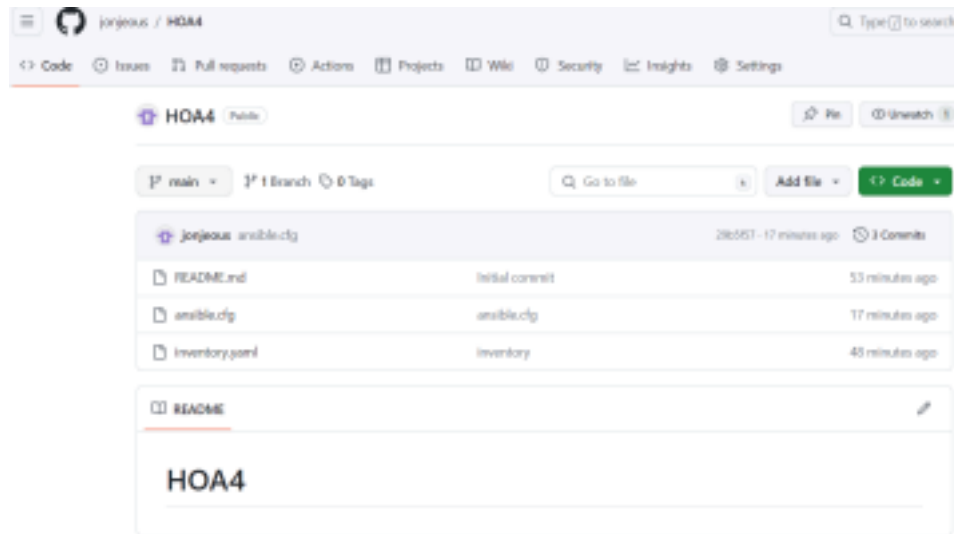 jonjeous / HOA4
Type / to search
Code Issues Pull requests Actions Projects Wiki Security Insights Settings
HOA4 Public
Pin Unwatch 1
main 1 Branch 0 Tags Go to file Add file Code
jonjeous ansible.cfg 17 minutes ago 3 Commits
README.md Initial commit 53 minutes ago
ansible.cfg ansible.cfg 17 minutes ago
inventory.yaml inventory 48 minutes ago
README
HOA4